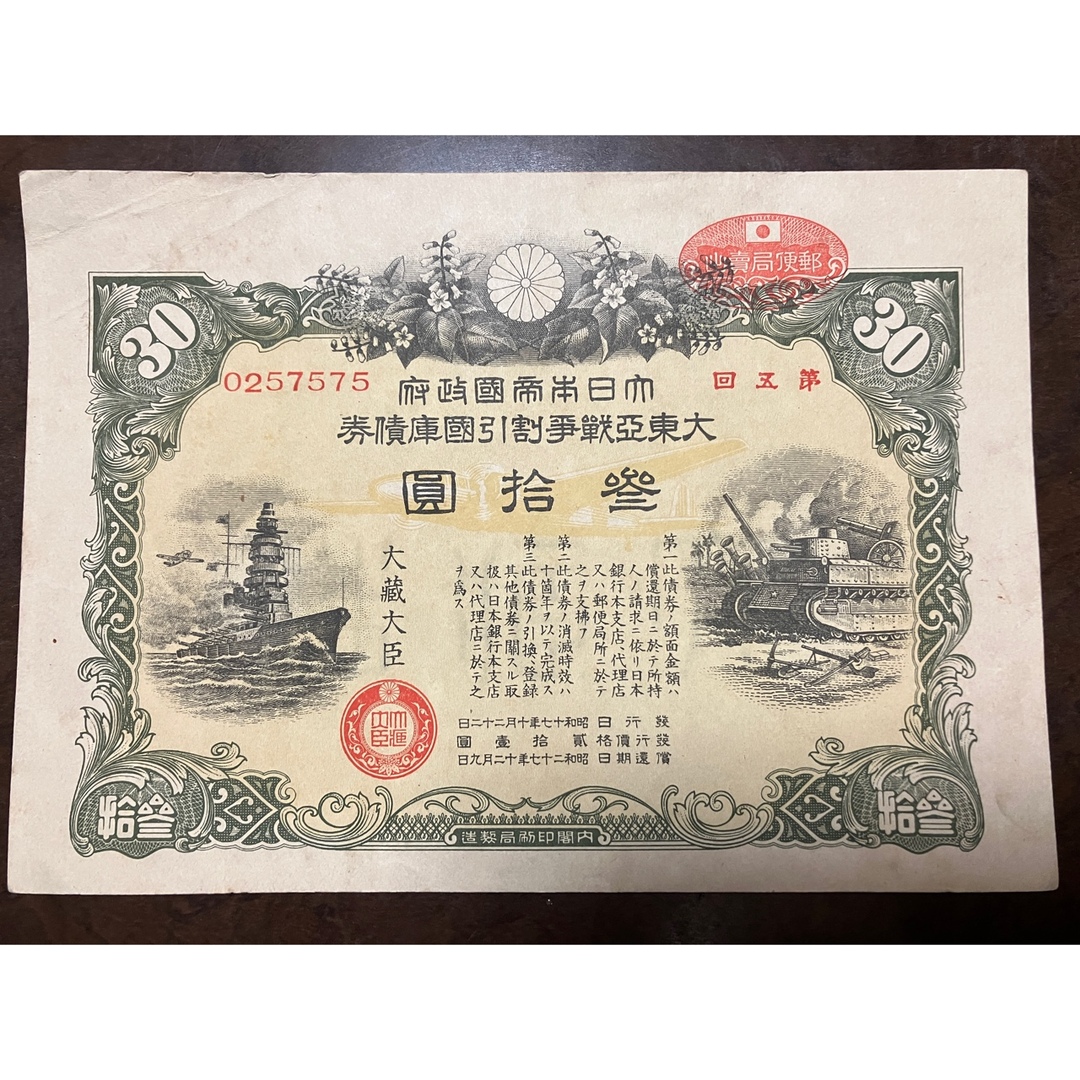 郵便局賣出
30
30
第五回
0257575
大日本帝國政府
大東亞戰爭割引國庫債券
參拾圓
第一此債券ノ額面金額ハ
償還期日ニ於テ所持
人ノ請求ニ依リ日本
銀行本支店、代理店
又ハ郵便局所ニ於テ
之ヲ支拂フ
第二此債券ノ消滅時效ハ
十箇年ヲ以テ完成ス
第三此債券ノ引換、登錄
其他債券ニ關スル取
扱ハ日本銀行本支店
又ハ代理店ニ於テ之
ヲ爲ス
大藏大臣
大藏大臣
發行日 昭和十七年十月二十二日
發行價格 貳拾壹圓
償還期日 昭和二十七年十二月九日
參拾
參拾
內閣印刷局製造